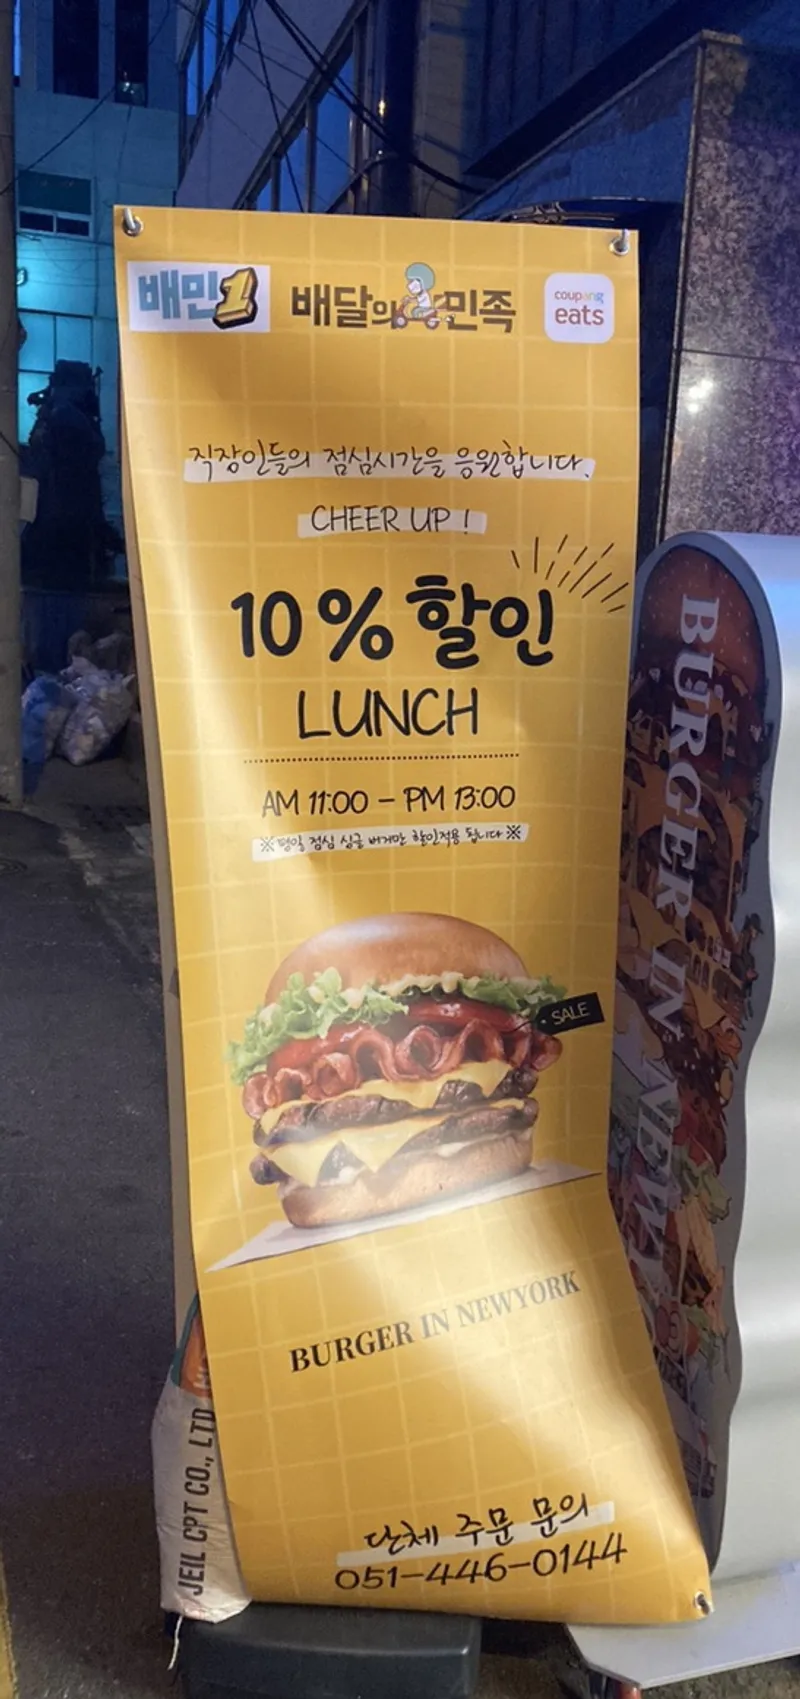 배민1 배달의민족 coupang eats
직장인들의 점심시간을 응원합니다.
CHEER UP !
10% 할인
LUNCH
AM 11:00 - PM 13:00
※평일 점심 싱글 버거만 할인적용 됩니다※
SALE
BURGER IN NEWYORK
단체 주문 문의
051-446-0144
BURGER IN NEW
JEIL CPT CO., LTD